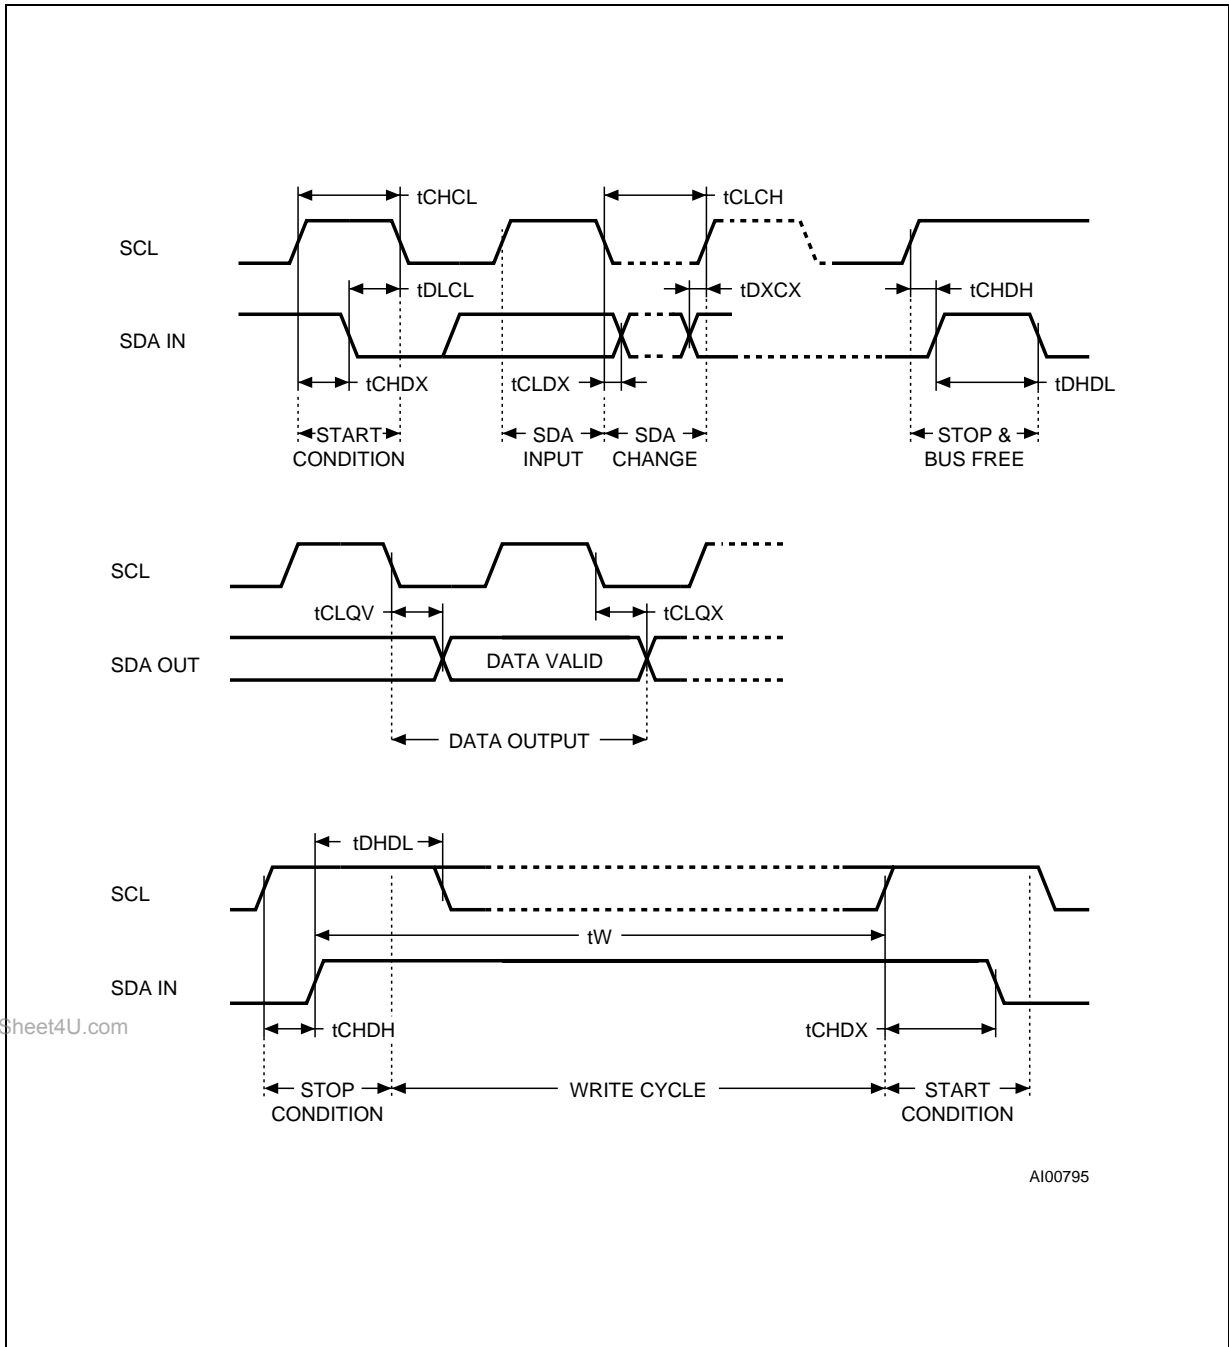 tCHCL
tCLCH
SCL
tDLCL
tDXCX
tCHDH
SDA IN
tCHDX
tCLDX
tDHDL
START
CONDITION
SDA
INPUT
SDA
CHANGE
STOP &
BUS FREE
SCL
tCLQV
tCLQX
SDA OUT
DATA VALID
DATA OUTPUT
tDHDL
SCL
tW
SDA IN
tCHDH
tCHDX
Sheet4U.com
STOP
CONDITION
WRITE CYCLE
START
CONDITION
AI00795